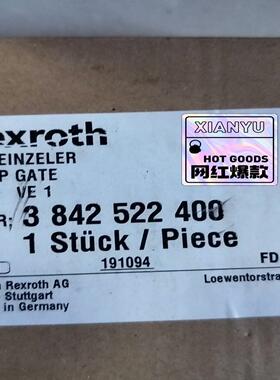 exroth
XIANYU
HOT GOODS
网红爆款
EINZELER
P GATE
VE 1
R: 3 842 522 400
1 Stück / Piece
191094
FD
Rexroth AG
Loewentorstra
Stuttgart
in Germany